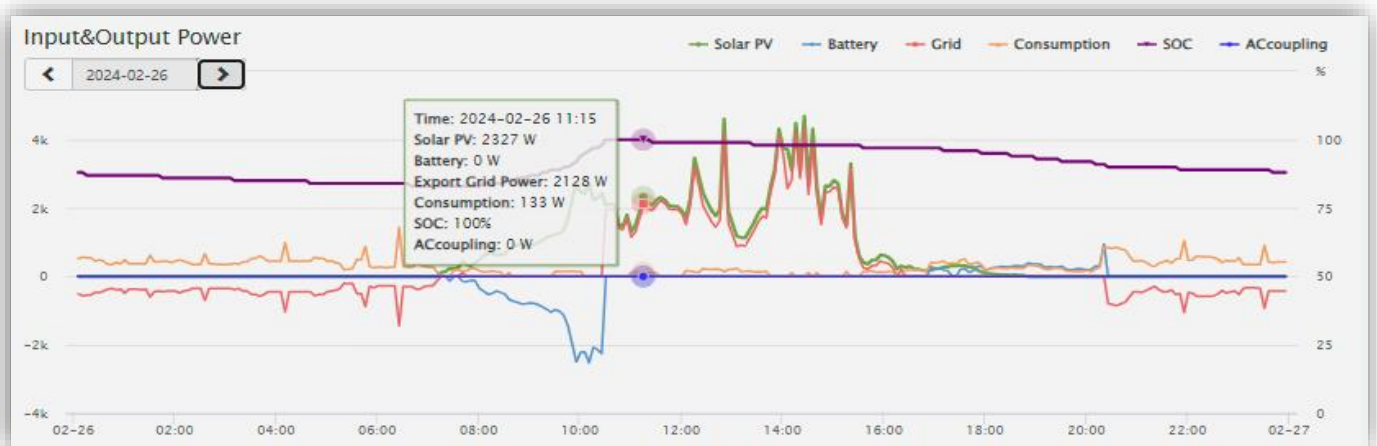 Input&Output Power
Solar PV Battery Grid Consumption SOC ACcoupling
2024-02-26
%
Time: 2024-02-26 11:15
Solar PV: 2327 W
Battery: 0 W
Export Grid Power: 2128 W
Consumption: 133 W
SOC: 100%
ACcoupling: 0 W
4k 100
2k 75
0 50
-2k 25
-4k 0
02-26 02:00 04:00 06:00 08:00 10:00 12:00 14:00 16:00 18:00 20:00 22:00 02-27